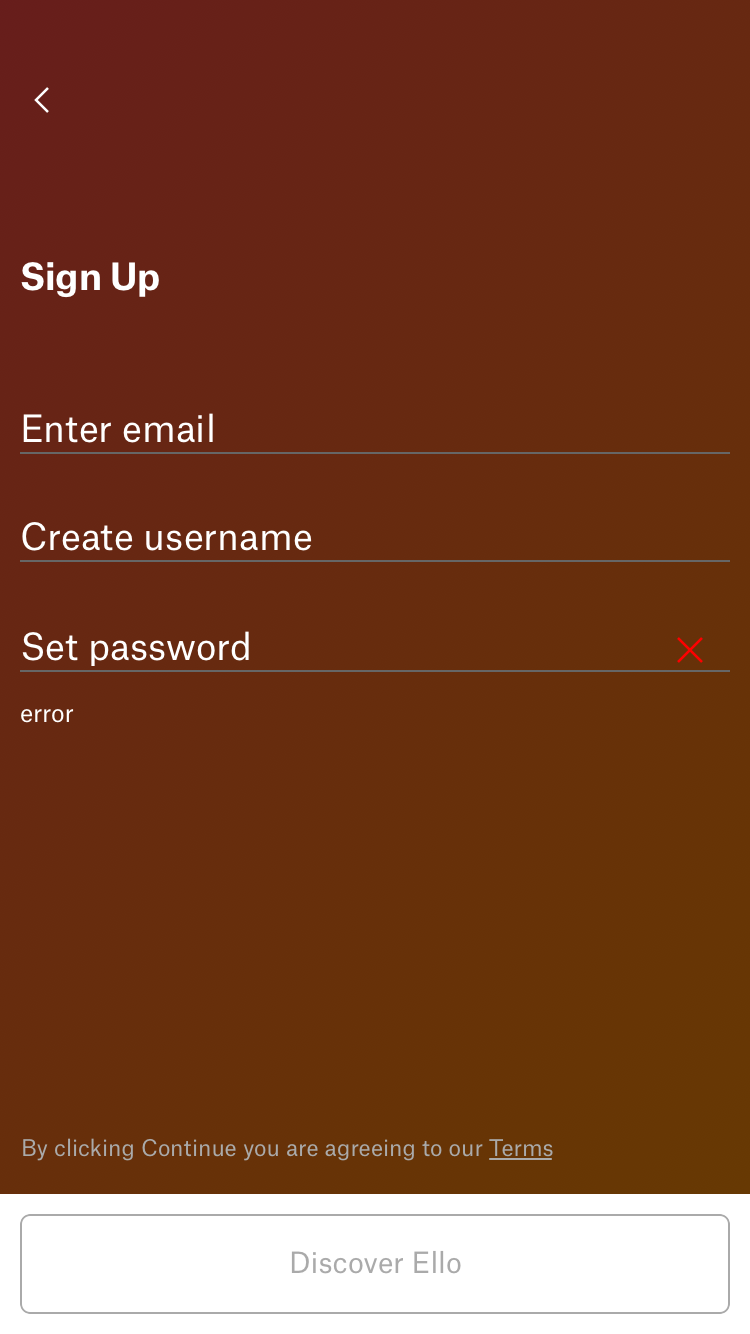 Sign Up
Enter email
Create username
Set password
error
By clicking Continue you are agreeing to our Terms
Discover Ello